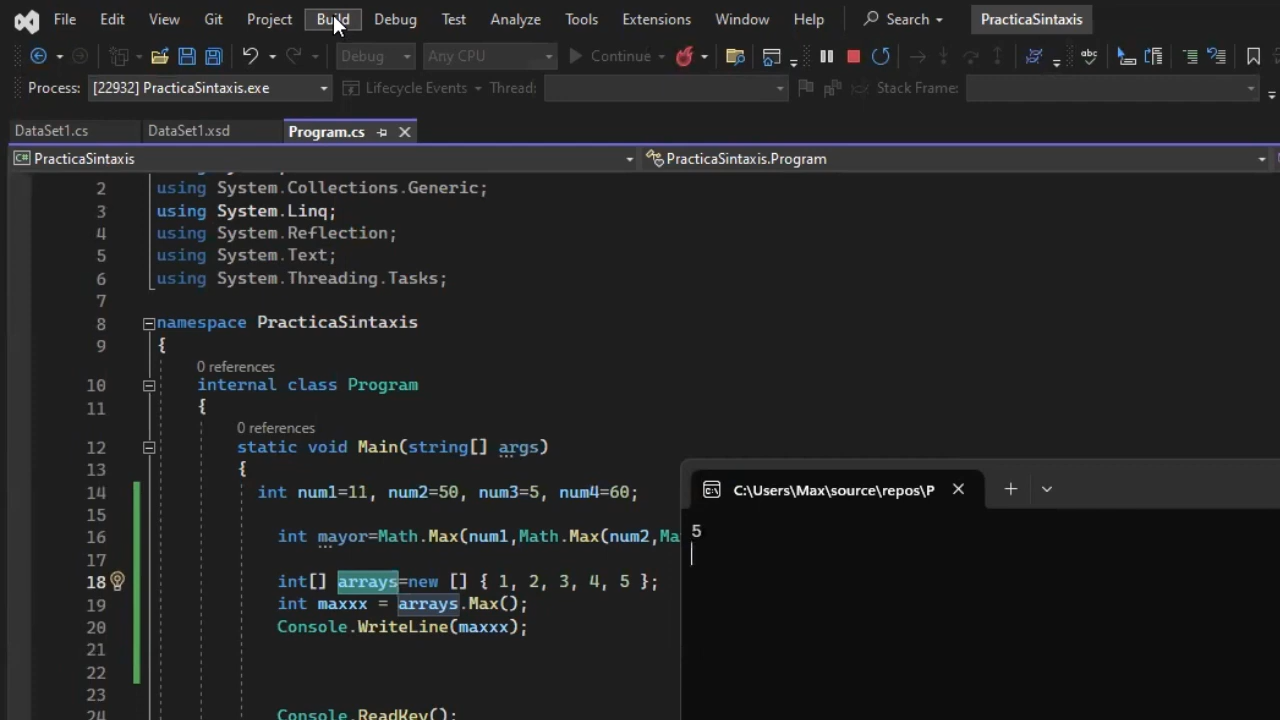 File Edit View Git Project Build Debug Test Analyze Tools Extensions Window Help Search PracticaSintaxis
Debug Any CPU Continue
Process: [22932] PracticaSintaxis.exe Lifecycle Events Thread: Stack Frame:
DataSet1.cs DataSet1.xsd Program.cs
PracticaSintaxis PracticaSintaxis.Program
2 using System.Collections.Generic;
3 using System.Linq;
4 using System.Reflection;
5 using System.Text;
6 using System.Threading.Tasks;
7
8 namespace PracticaSintaxis
9 {
0 references
10 internal class Program
11 {
0 references
12 static void Main(string[] args)
13 {
14 int num1=11, num2=50, num3=5, num4=60;
15
16 int mayor=Math.Max(num1,Math.Max(num2,Ma
17
18 int[] arrays=new [] { 1, 2, 3, 4, 5 };
19 int maxxx = arrays.Max();
20 Console.WriteLine(maxxx);
21
22
23
24 Console.ReadKey();
C:\Users\Max\source\repos\P
5